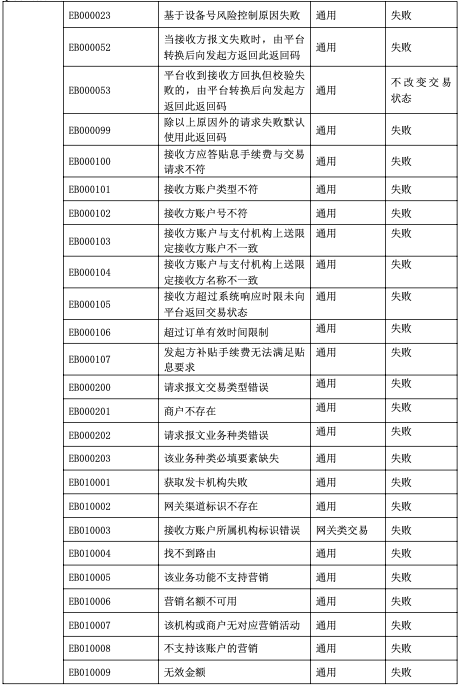 EB000023 基于设备号风险控制原因失败 通用 失败
EB000052 当接收方报文失败时，由平台
转换后向发起方返回此返回码 通用 失败
EB000053 平台收到接收方回执但校验失
败的，由平台转换后向发起方
返回此返回码 通用 不改变交易
状态
EB000099 除以上原因外的请求失败默认
使用此返回码 通用 失败
EB000100 接收方应答贴息手续费与交易
请求不符 通用 失败
EB000101 接收方账户类型不符 通用 失败
EB000102 接收方账户号不符 通用 失败
EB000103 接收方账户与支付机构上送限
定接收方账户不一致 通用 失败
EB000104 接收方账户与支付机构上送限
定接收方名称不一致 通用 失败
EB000105 接收方超过系统响应时限未向
平台返回交易状态 通用 失败
EB000106 超过订单有效时间限制 通用 失败
EB000107 发起方补贴手续费无法满足贴
息要求 通用 失败
EB000200 请求报文交易类型错误 通用 失败
EB000201 商户不存在 通用 失败
EB000202 请求报文业务种类错误 通用 失败
EB000203 该业务种类必填要素缺失 通用 失败
EB010001 获取发卡机构失败 通用 失败
EB010002 网关渠道标识不存在 通用 失败
EB010003 接收方账户所属机构标识错误 网关类交易 失败
EB010004 找不到路由 通用 失败
EB010005 该业务功能不支持营销 通用 失败
EB010006 营销名额不可用 通用 失败
EB010007 该机构或商户无对应营销活动 通用 失败
EB010008 不支持该账户的营销 通用 失败
EB010009 无效金额 通用 失败